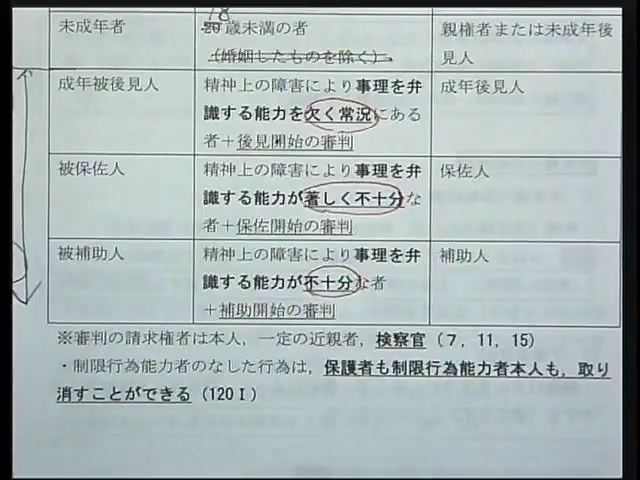 未成年者
18
20歳未満の者
（婚姻したものを除く）
親権者または未成年後
見人
成年被後見人
精神上の障害により事理を弁
識する能力を欠く常況にある
者＋後見開始の審判
成年後見人
被保佐人
精神上の障害により事理を弁
識する能力が著しく不十分な
者＋保佐開始の審判
保佐人
被補助人
精神上の障害により事理を弁
識する能力が不十分な者
＋補助開始の審判
補助人
※審判の請求権者は本人，一定の近親者，検察官（７，11，15）
・制限行為能力者のなした行為は，保護者も制限行為能力者本人も，取り
消すことができる（120Ⅰ）